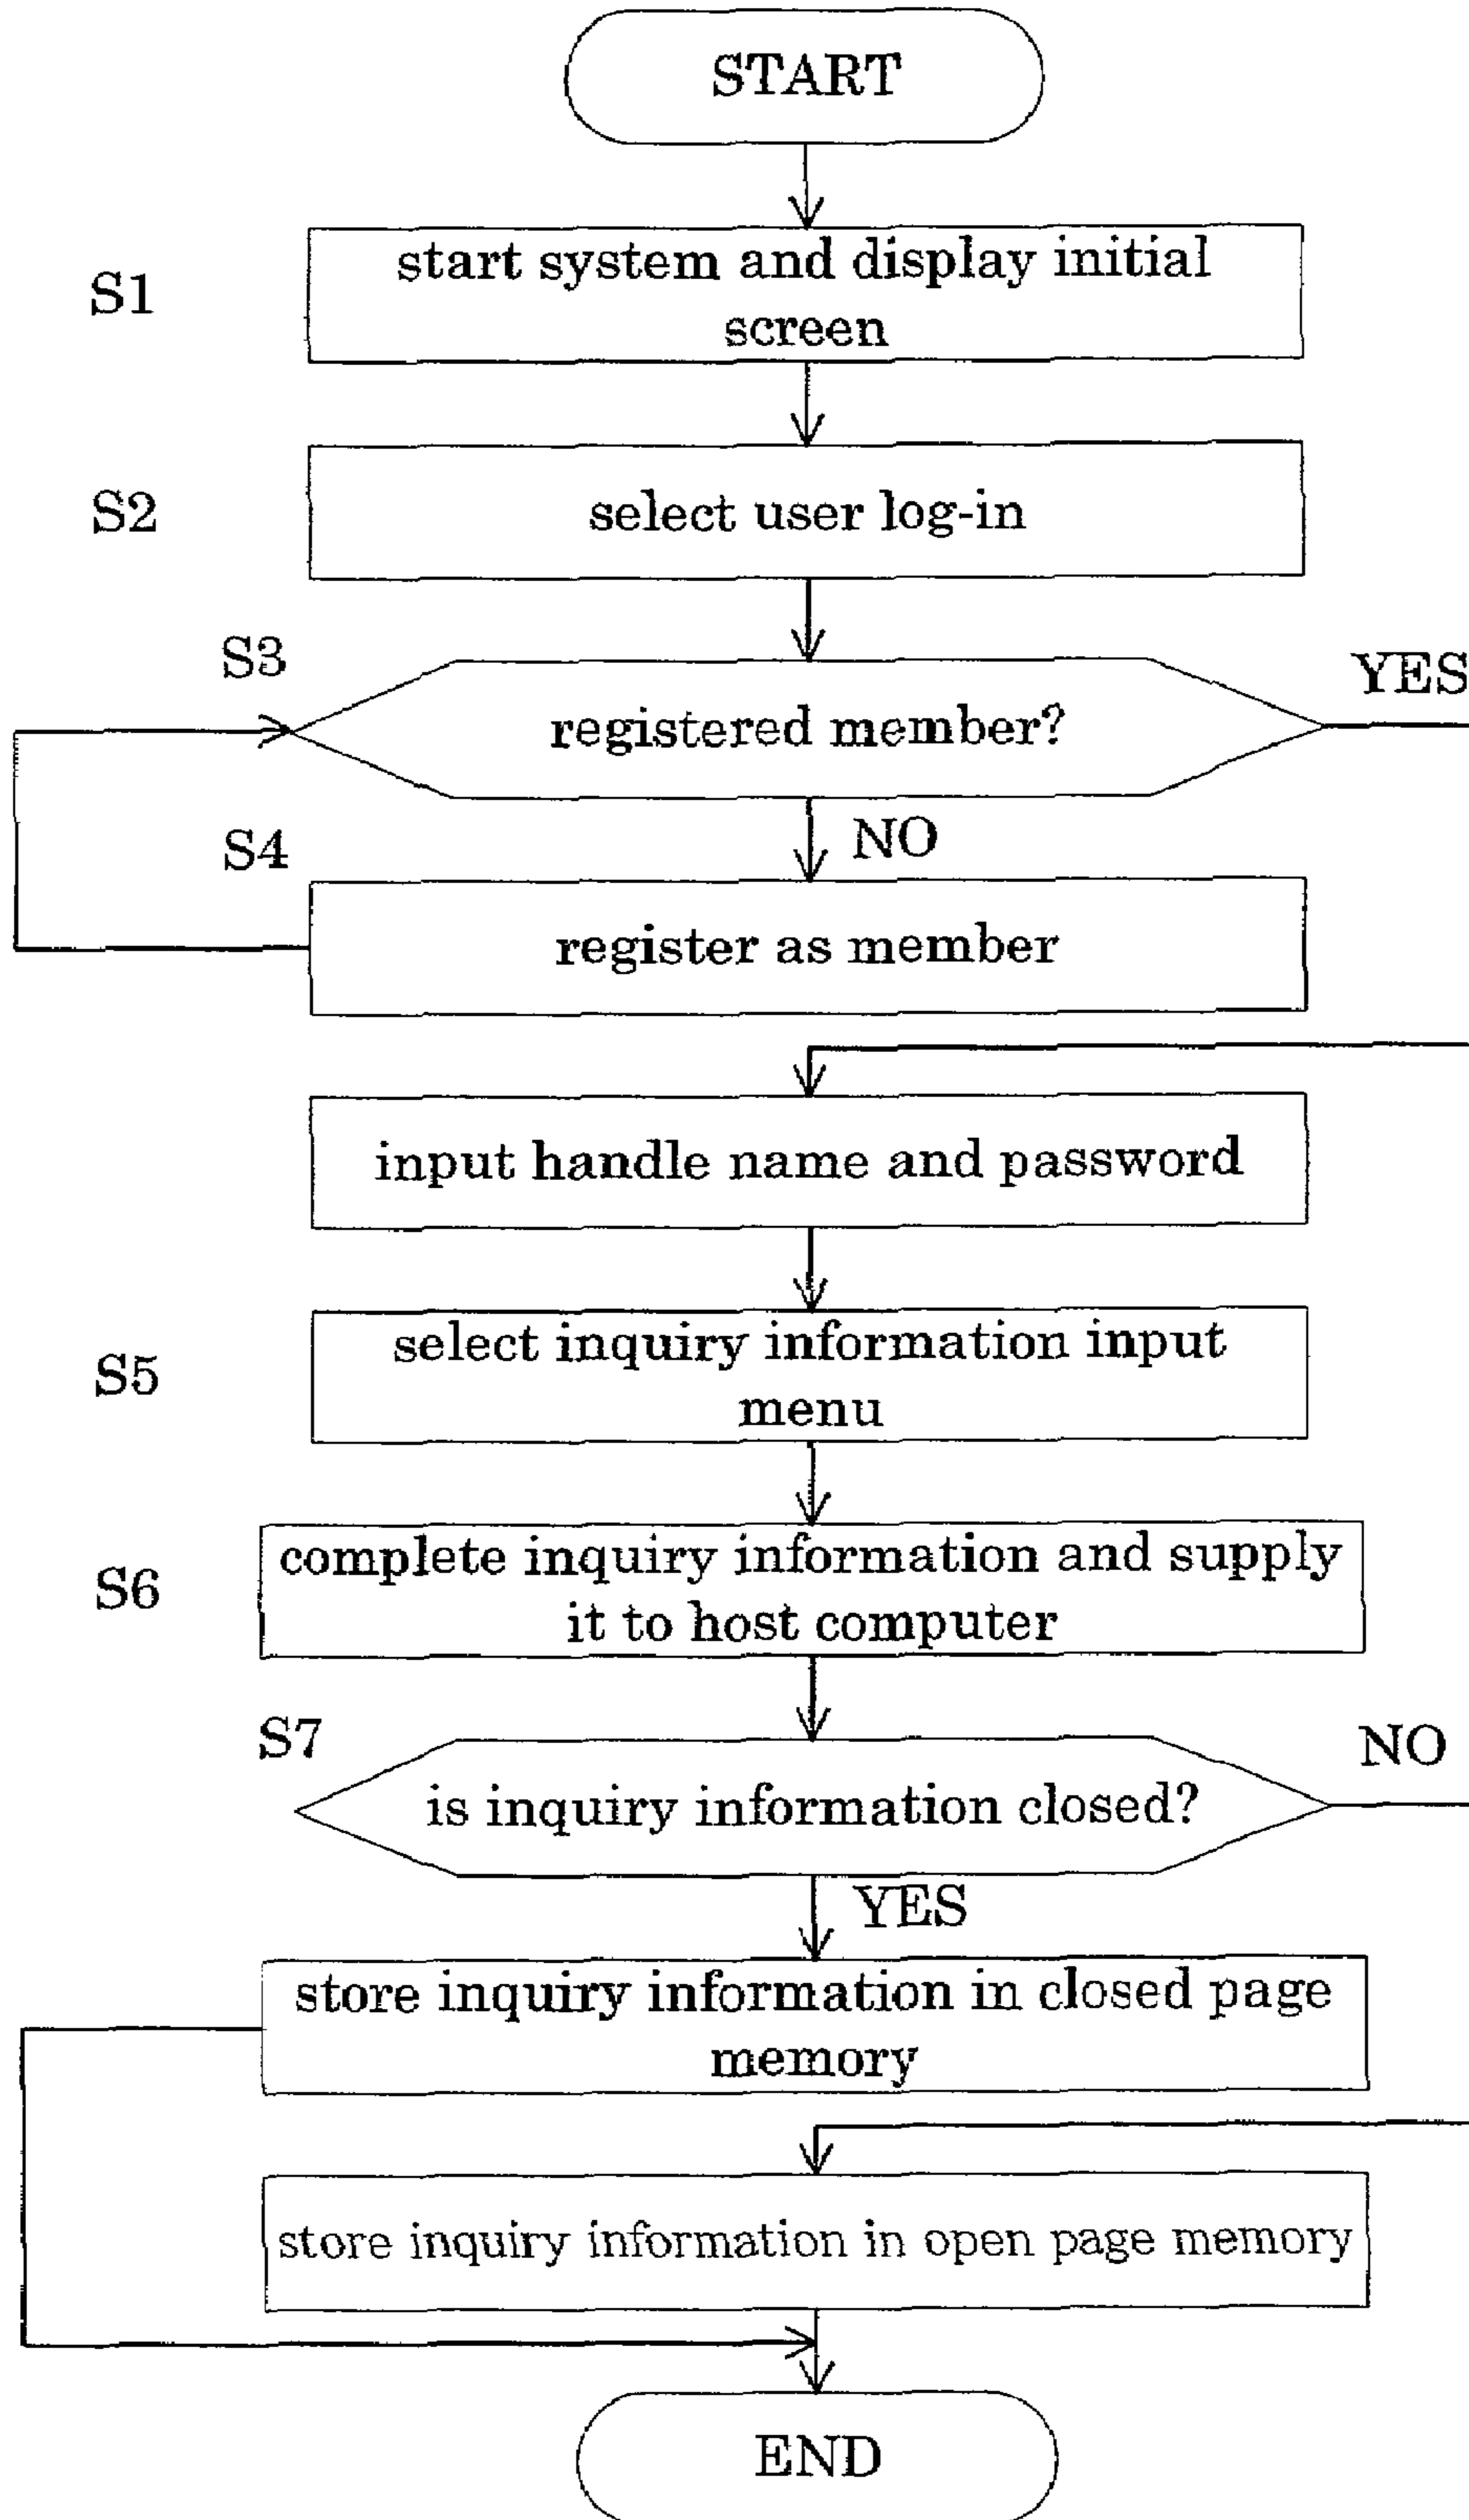 START
S1
start system and display initial
screen
S2
select user log-in
S3
registered member?
YES
NO
S4
register as member
input handle name and password
S5
select inquiry information input
menu
S6
complete inquiry information and supply
it to host computer
S7
is inquiry information closed?
NO
YES
store inquiry information in closed page
memory
store inquiry information in open page memory
END